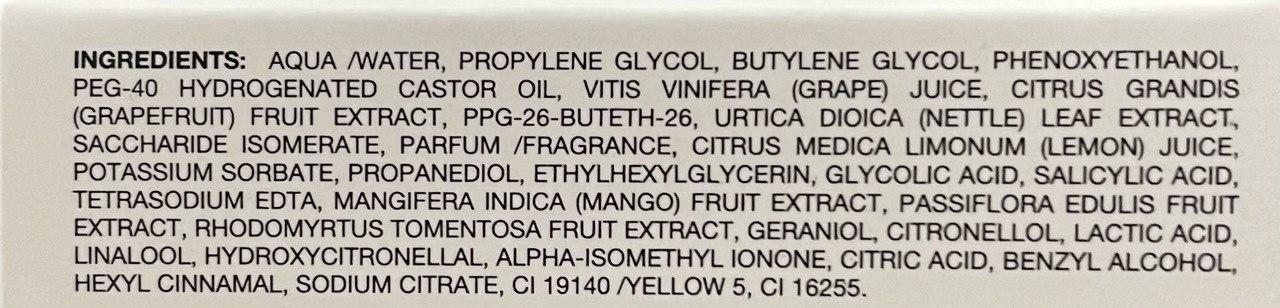 INGREDIENTS: AQUA /WATER, PROPYLENE GLYCOL, BUTYLENE GLYCOL, PHENOXYETHANOL,
PEG-40 HYDROGENATED CASTOR OIL, VITIS VINIFERA (GRAPE) JUICE, CITRUS GRANDIS
(GRAPEFRUIT) FRUIT EXTRACT, PPG-26-BUTETH-26, URTICA DIOICA (NETTLE) LEAF EXTRACT,
SACCHARIDE ISOMERATE, PARFUM /FRAGRANCE, CITRUS MEDICA LIMONUM (LEMON) JUICE,
POTASSIUM SORBATE, PROPANEDIOL, ETHYLHEXYLGLYCERIN, GLYCOLIC ACID, SALICYLIC ACID,
TETRASODIUM EDTA, MANGIFERA INDICA (MANGO) FRUIT EXTRACT, PASSIFLORA EDULIS FRUIT
EXTRACT, RHODOMYRTUS TOMENTOSA FRUIT EXTRACT, GERANIOL, CITRONELLOL, LACTIC ACID,
LINALOOL, HYDROXYCITRONELLAL, ALPHA-ISOMETHYL IONONE, CITRIC ACID, BENZYL ALCOHOL,
HEXYL CINNAMAL, SODIUM CITRATE, CI 19140 /YELLOW 5, CI 16255.